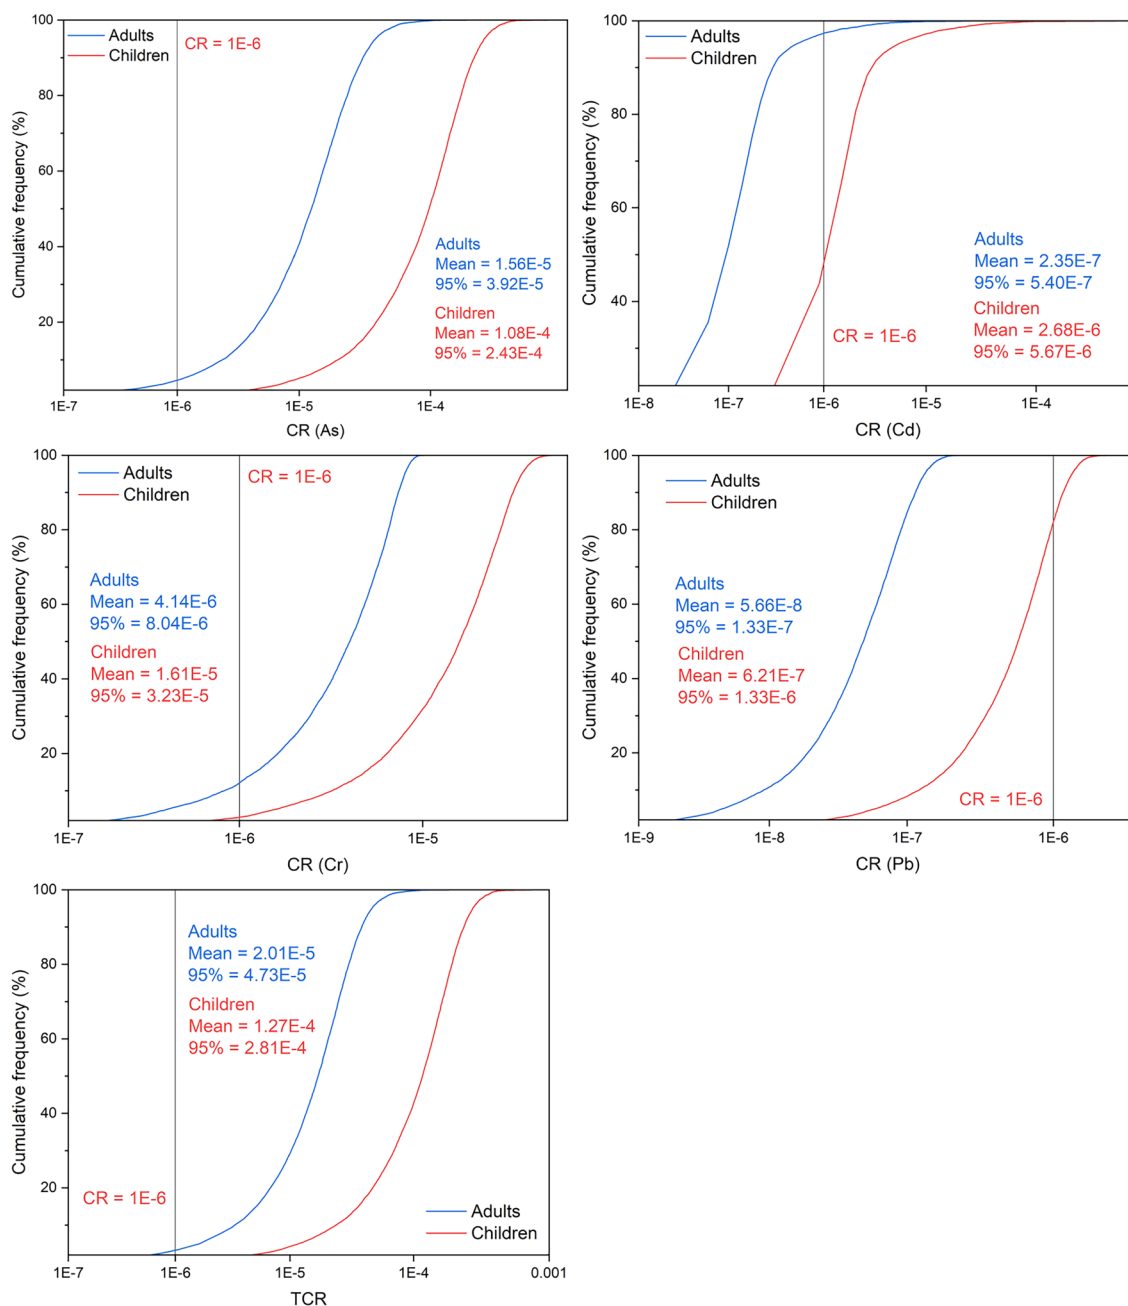 Adults
Children
CR = 1E-6
Cumulative frequency (%)
100
80
60
40
20
Adults
Mean = 1.56E-5
95% = 3.92E-5
Children
Mean = 1.08E-4
95% = 2.43E-4
1E-7 1E-6 1E-5 1E-4
CR (As)
Adults
Children
Cumulative frequency (%)
100
80
60
40
Adults
Mean = 2.35E-7
95% = 5.40E-7
Children
Mean = 2.68E-6
95% = 5.67E-6
CR = 1E-6
1E-8 1E-7 1E-6 1E-5 1E-4
CR (Cd)
Adults
Children
CR = 1E-6
Cumulative frequency (%)
100
80
60
40
20
Adults
Mean = 4.14E-6
95% = 8.04E-6
Children
Mean = 1.61E-5
95% = 3.23E-5
1E-7 1E-6 1E-5
CR (Cr)
Adults
Children
Cumulative frequency (%)
100
80
60
40
20
Adults
Mean = 5.66E-8
95% = 1.33E-7
Children
Mean = 6.21E-7
95% = 1.33E-6
CR = 1E-6
1E-9 1E-8 1E-7 1E-6
CR (Pb)
Cumulative frequency (%)
100
80
60
40
20
Adults
Mean = 2.01E-5
95% = 4.73E-5
Children
Mean = 1.27E-4
95% = 2.81E-4
CR = 1E-6
Adults
Children
1E-7 1E-6 1E-5 1E-4 0.001
TCR